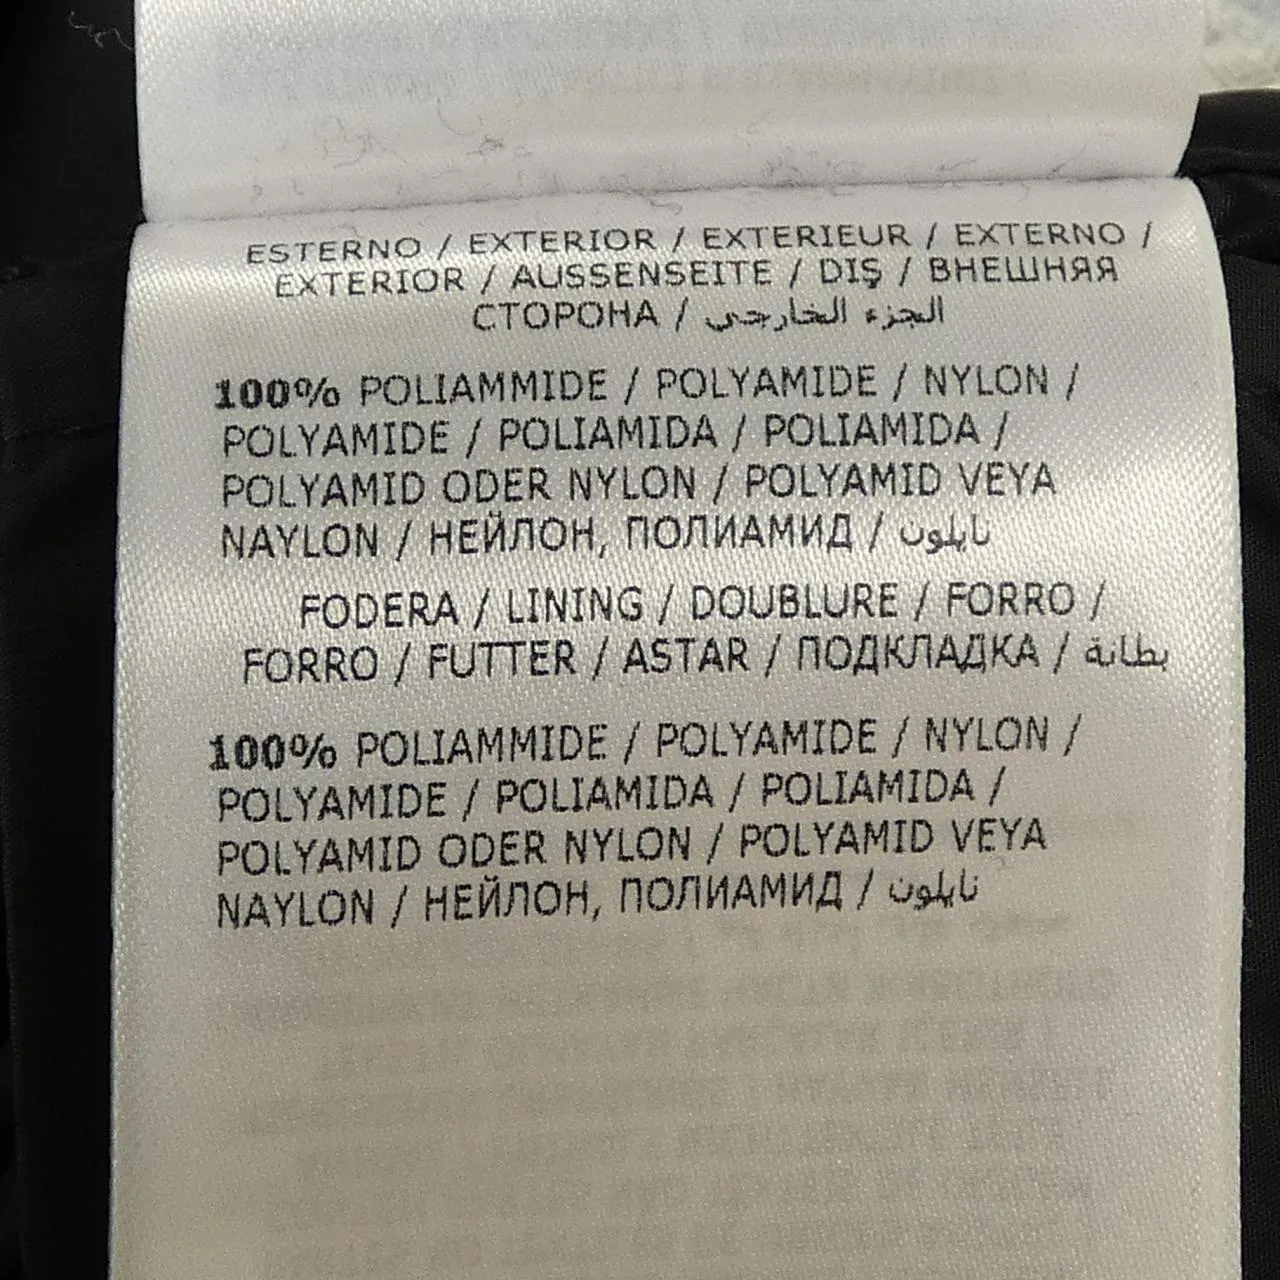 ESTERNO / EXTERIOR / EXTERIEUR / EXTERNO /
EXTERIOR / AUSSENSEITE / DIŞ / ВНЕШНЯЯ
СТОРОНА / الجزء الخارجي
100% POLIAMMIDE / POLYAMIDE / NYLON /
POLYAMIDE / POLIAMIDA / POLIAMIDA /
POLYAMID ODER NYLON / POLYAMID VEYA
NAYLON / НЕЙЛОН, ПОЛИАМИД / نايلون
FODERA / LINING / DOUBLURE / FORRO /
FORRO / FUTTER / ASTAR / ПОДКЛАДКА / بطانة
100% POLIAMMIDE / POLYAMIDE / NYLON /
POLYAMIDE / POLIAMIDA / POLIAMIDA /
POLYAMID ODER NYLON / POLYAMID VEYA
NAYLON / НЕЙЛОН, ПОЛИАМИД / نايلون